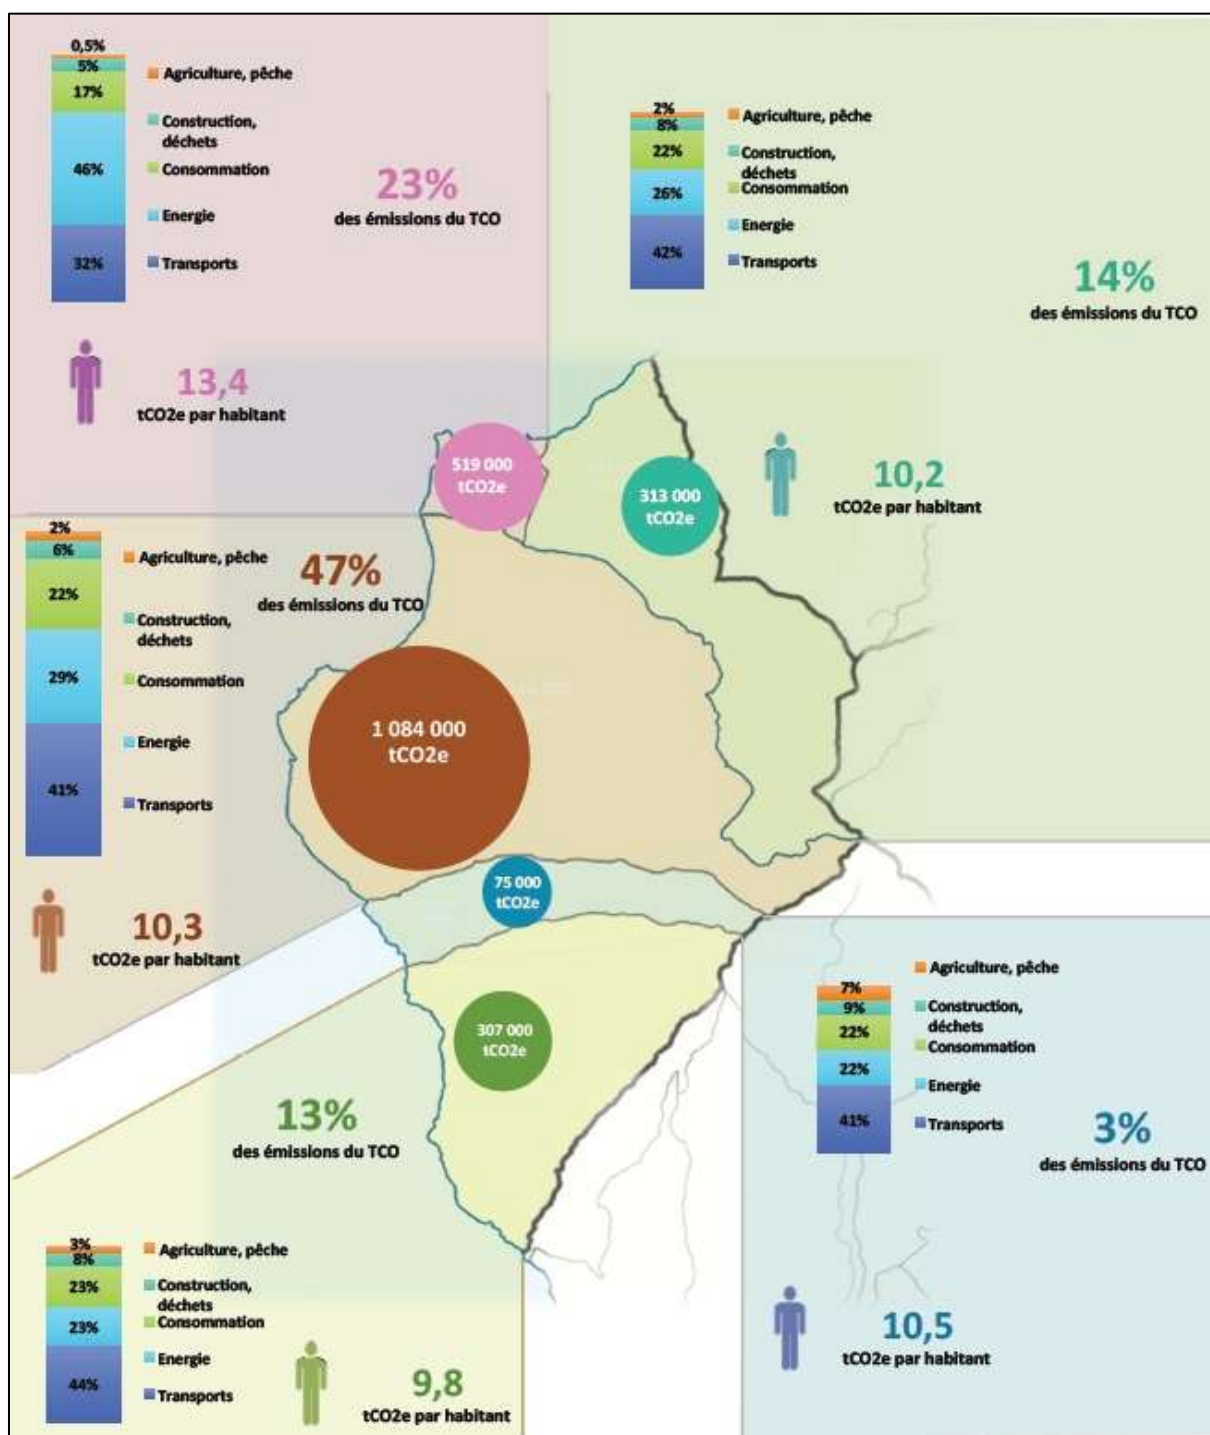 0,5%
5%
17%
46%
32%
Agriculture, pêche
Construction,
déchets
Consommation
Energie
Transports
23%
des émissions du TCO
13,4
tCO2e par habitant
2%
8%
22%
26%
42%
Agriculture, pêche
Construction,
déchets
Consommation
Energie
Transports
14%
des émissions du TCO
10,2
tCO2e par habitant
519 000
tCO2e
313 000
tCO2e
2%
6%
22%
29%
41%
Agriculture, pêche
Construction,
déchets
Consommation
Energie
Transports
47%
des émissions du TCO
1 084 000
tCO2e
10,3
tCO2e par habitant
75 000
tCO2e
307 000
tCO2e
7%
9%
22%
22%
41%
Agriculture, pêche
Construction,
déchets
Consommation
Energie
Transports
3%
des émissions du TCO
10,5
tCO2e par habitant
13%
des émissions du TCO
3%
8%
23%
23%
44%
Agriculture, pêche
Construction,
déchets
Consommation
Energie
Transports
9,8
tCO2e par habitant